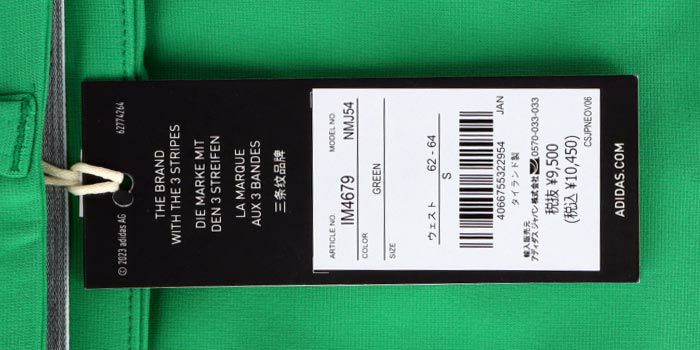 62774264
THE BRAND
WITH THE 3 STRIPES
DIE MARKE MIT
DEN 3 STREIFEN
LA MARQUE
AUX 3 BANDES
三条纹品牌
© 2023 adidas AG
ARTICLE NO. MODEL NO.
IM4679 NMJ54
COLOR
GREEN
SIZE
ウェスト 62 - 64
S
JAN
4066755322954
タイランド製
輸入販売元
アディダス ジャパン株式会社 0570-033-033
税抜 ¥9,500
(税込 ¥10,450)
CSJPNEOV06
ADIDAS.COM